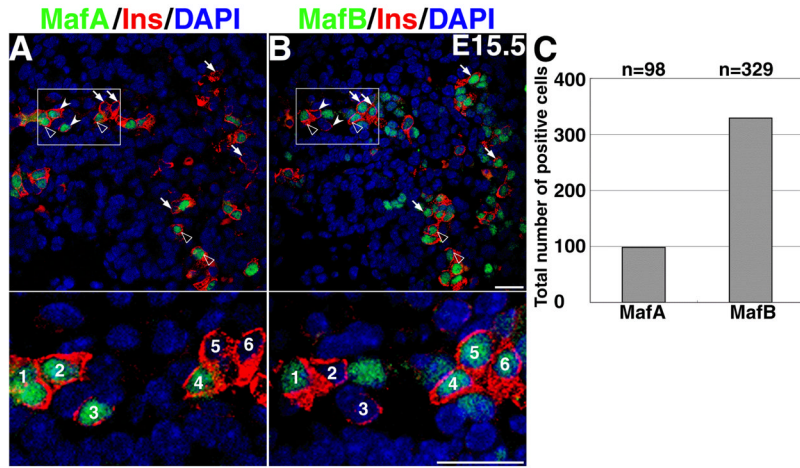 MafA/Ins/DAPI
MafB/Ins/DAPI
A
B
E15.5
C
n=98
n=329
Total number of positive cells
400
300
200
100
0
MafA
MafB
1
2
3
4
5
6
1
2
3
4
5
6